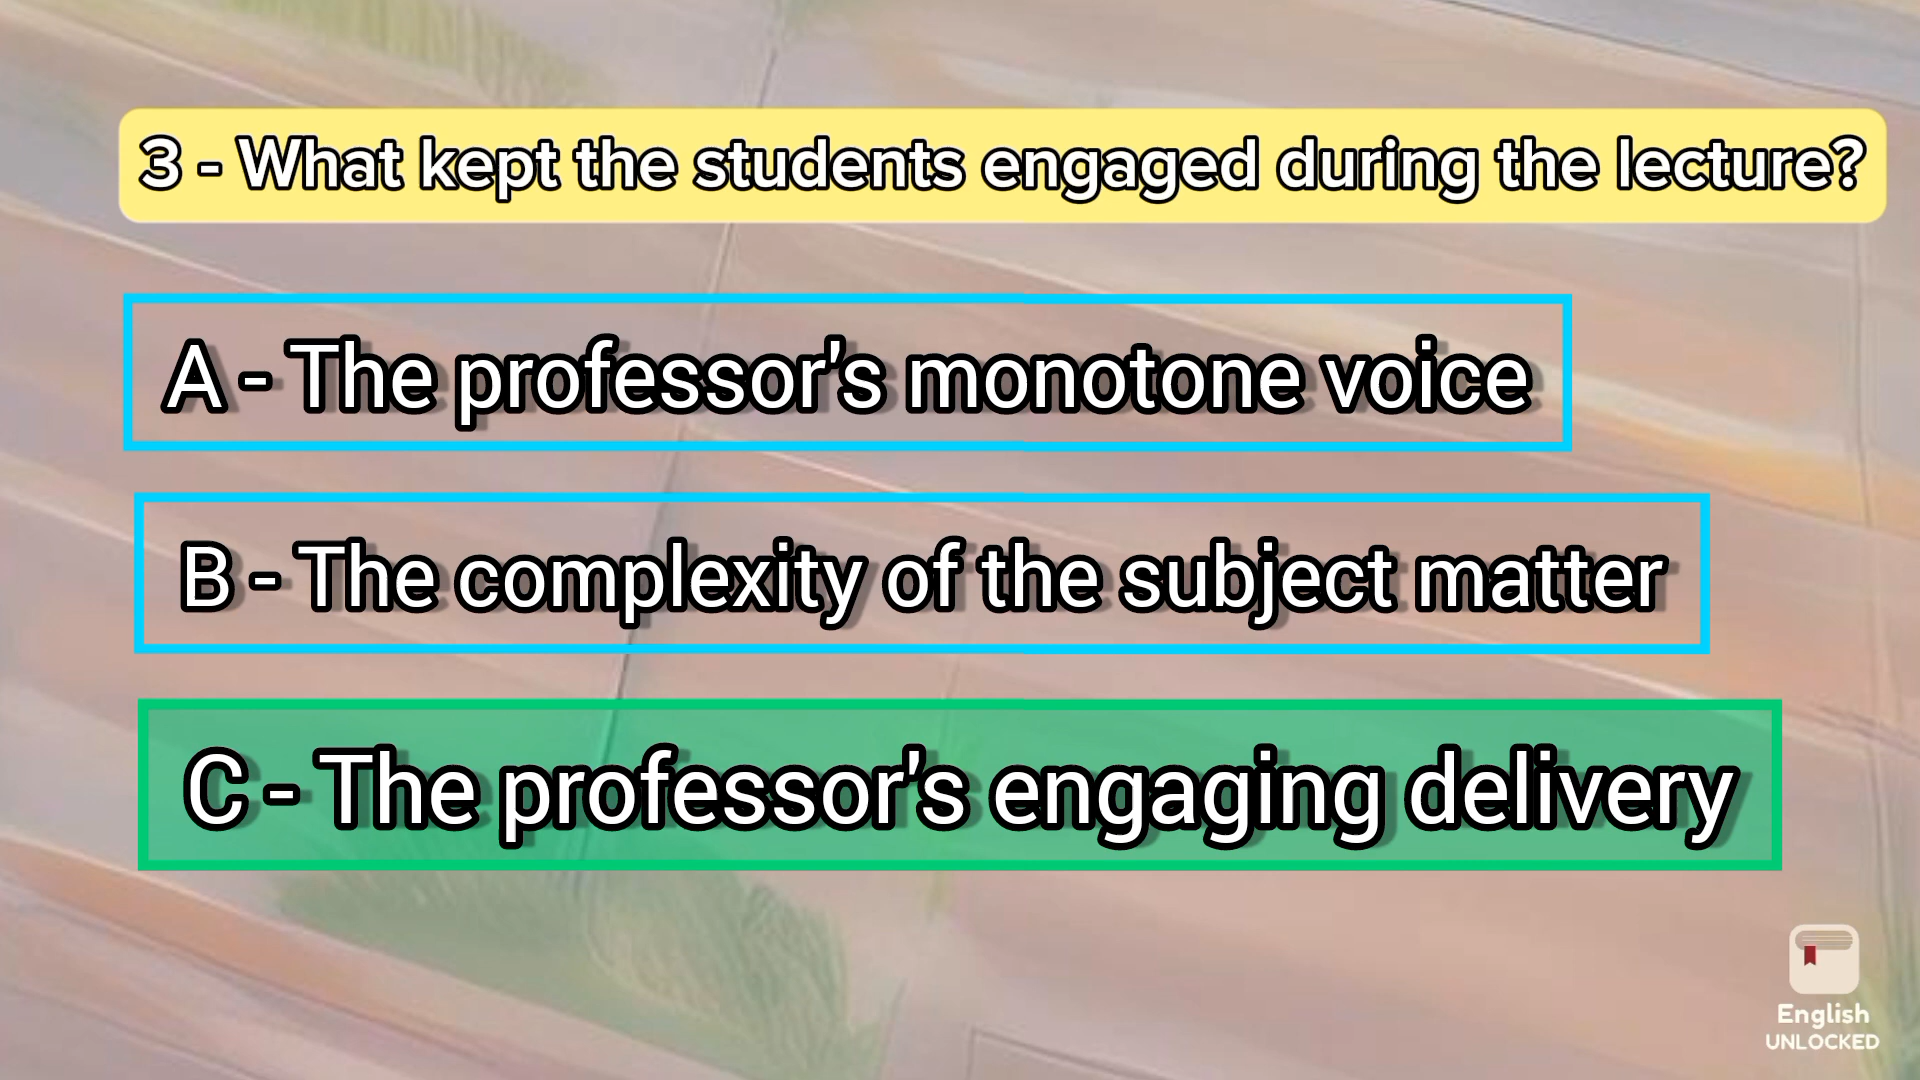 3 - What kept the students engaged during the lecture?
A - The professor's monotone voice
B - The complexity of the subject matter
C - The professor's engaging delivery
English
UNLOCKED